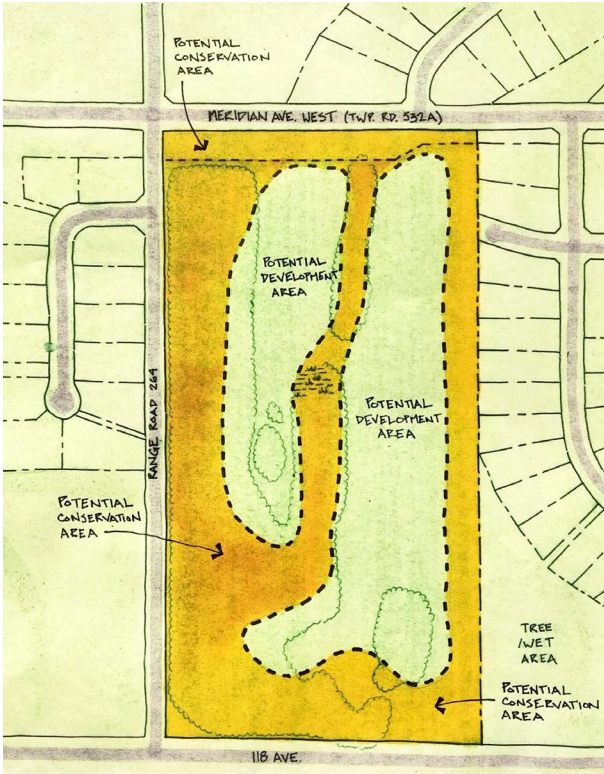 POTENTIAL
CONSERVATION
AREA
MERIDIAN AVE. WEST (TWP. RD. 532A)
POTENTIAL
DEVELOPMENT
AREA
POTENTIAL
DEVELOPMENT
AREA
RANGE ROAD 264
POTENTIAL
CONSERVATION
AREA
TREE
/WET
AREA
POTENTIAL
CONSERVATION
AREA
118 AVE.